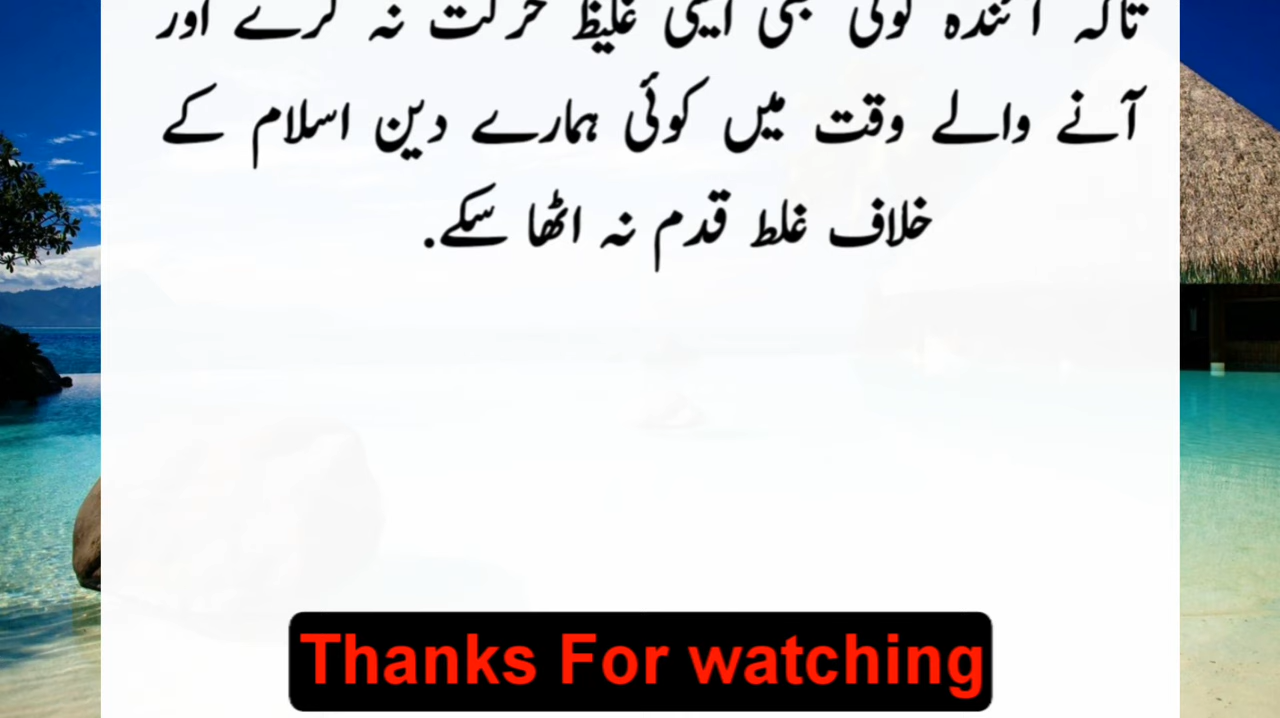 تاکہ آئندہ کوئی بھی ایسی غلیظ حرکت نہ کرے اور
آنے والے وقت میں کوئی ہمارے دین اسلام کے
خلاف غلط قدم نہ اٹھا سکے.
Thanks For watching